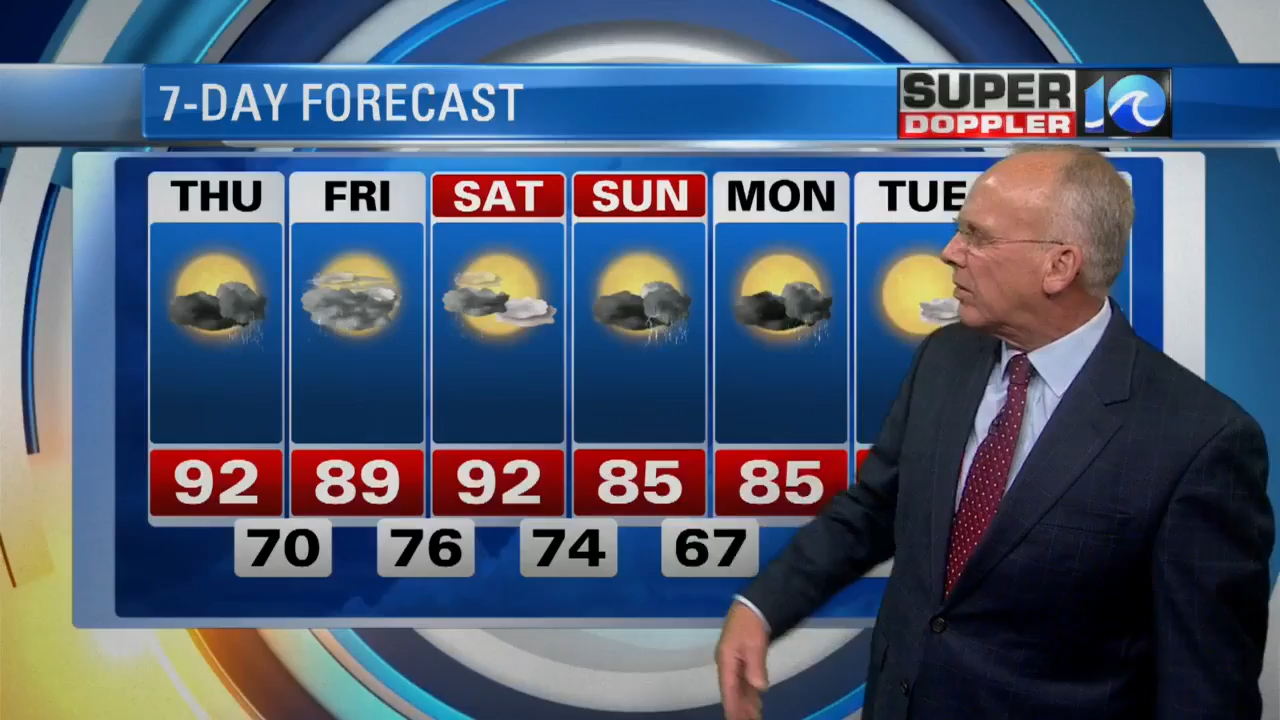 7-DAY FORECAST
SUPER
DOPPLER 10
THU FRI SAT SUN MON TUE
92 89 92 85 85
70 76 74 67